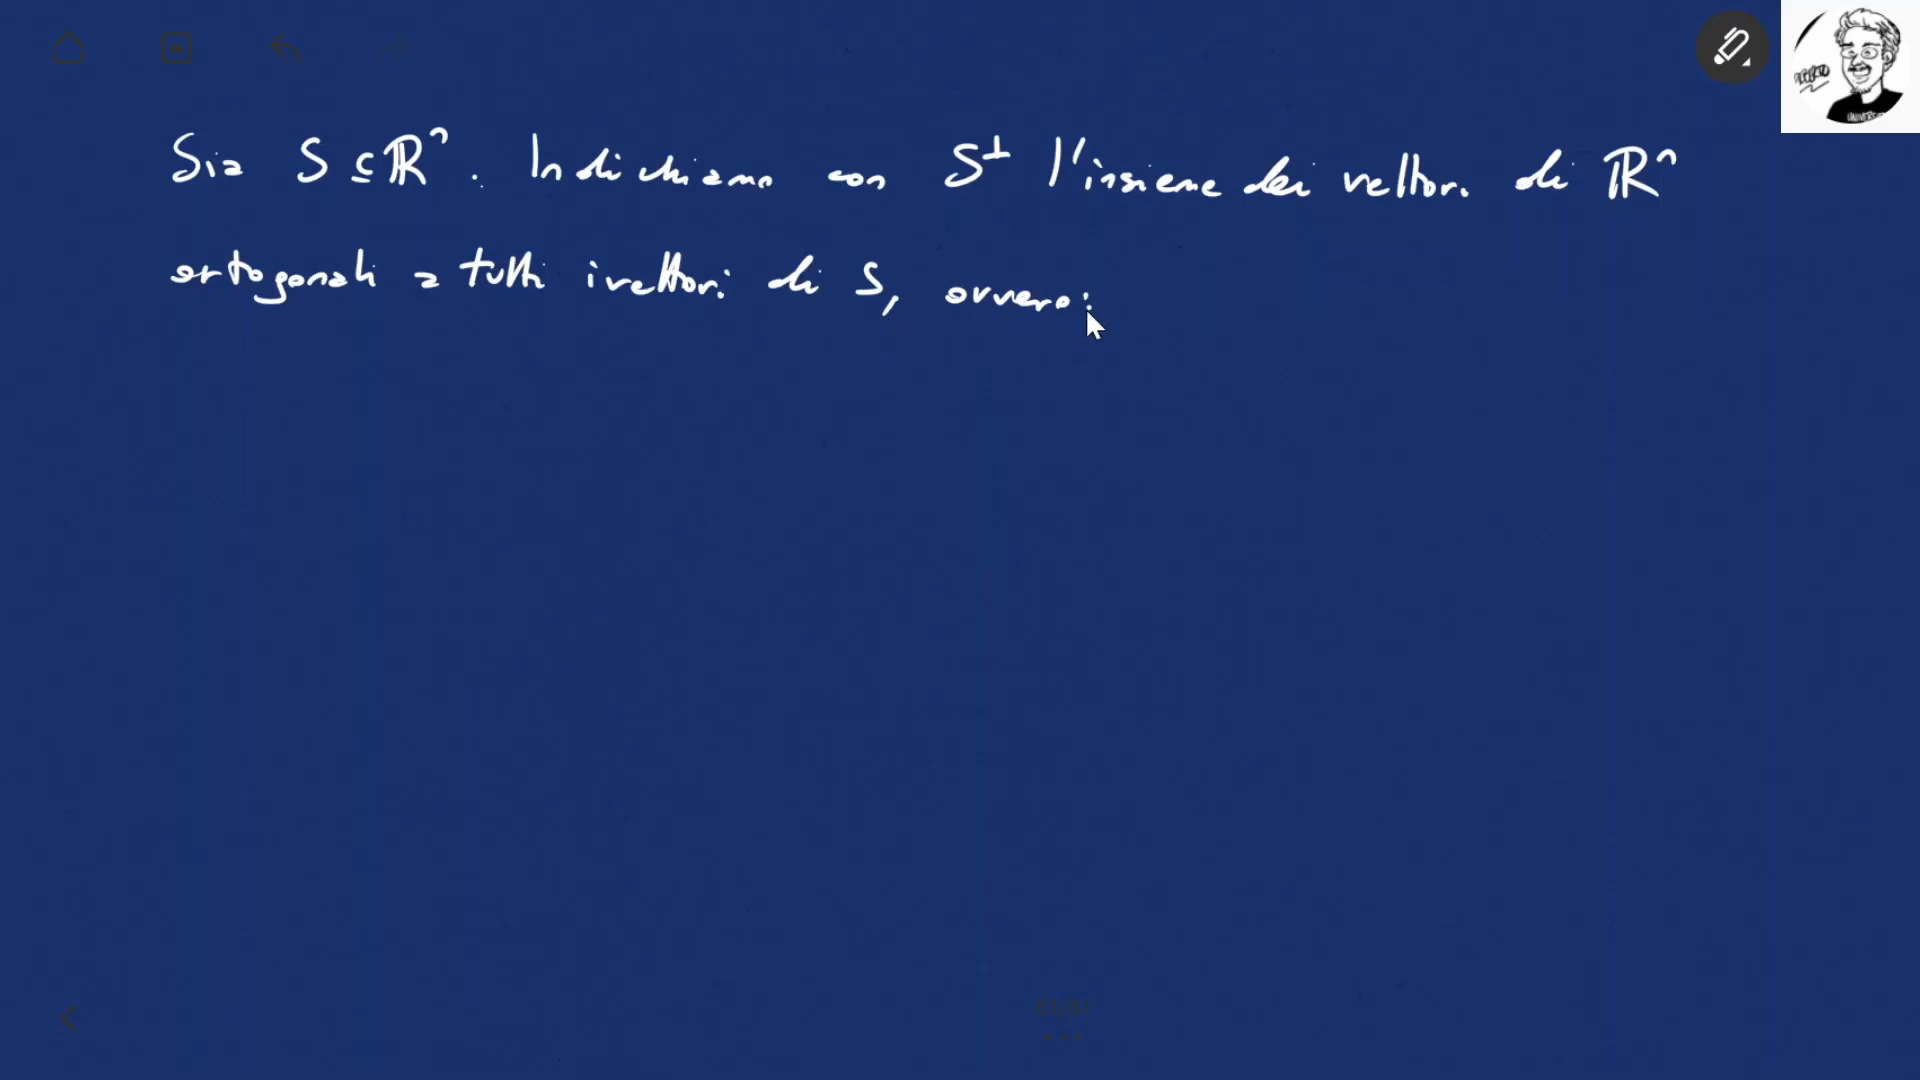 Sia S ⊆ ℝⁿ. Indichiamo con S⊥ l'insieme dei vettori di ℝⁿ
ortogonali a tutti i vettori di S, ovvero: